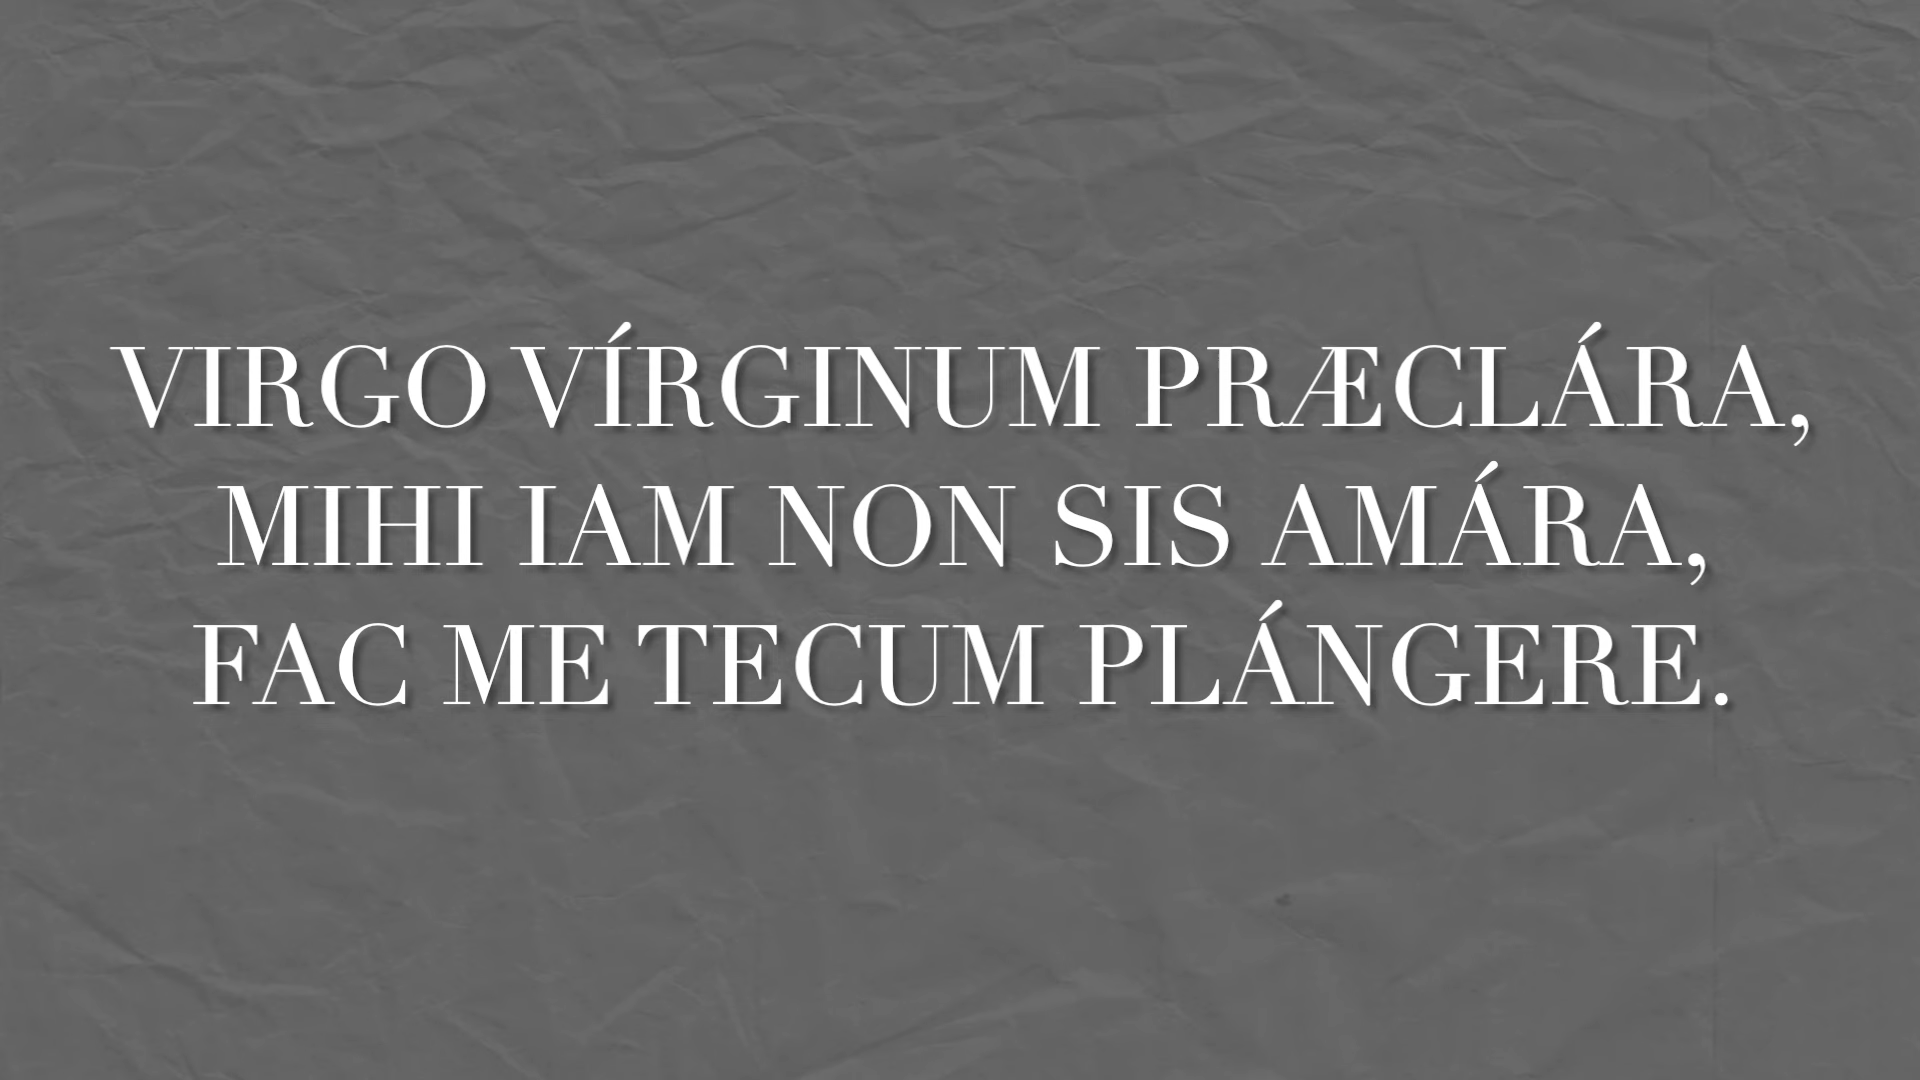 VIRGO VÍRGINUM PRÆCLÁRA,
MIHI IAM NON SIS AMÁRA,
FAC ME TECUM PLÁNGERE.